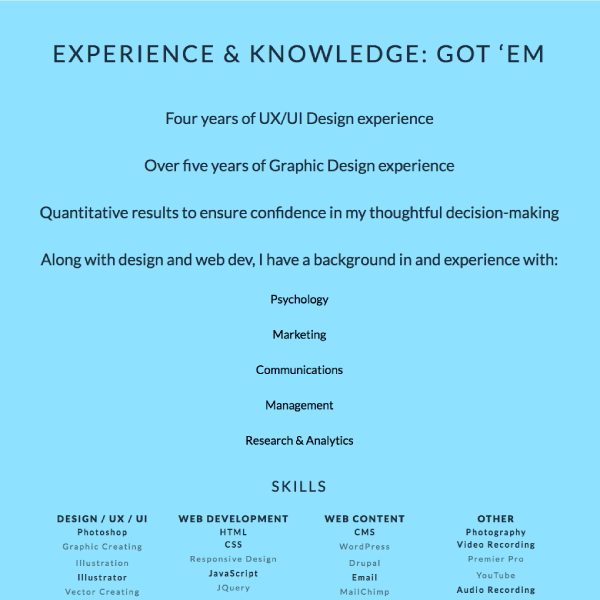 EXPERIENCE & KNOWLEDGE: GOT ‘EM
Four years of UX/UI Design experience
Over five years of Graphic Design experience
Quantitative results to ensure confidence in my thoughtful decision-making
Along with design and web dev, I have a background in and experience with:
Psychology
Marketing
Communications
Management
Research & Analytics
SKILLS
DESIGN / UX / UI
Photoshop
Graphic Creating
Illustration
Illustrator
Vector Creating
WEB DEVELOPMENT
HTML
CSS
Responsive Design
JavaScript
JQuery
WEB CONTENT
CMS
WordPress
Drupal
Email
MailChimp
OTHER
Photography
Video Recording
Premier Pro
YouTube
Audio Recording